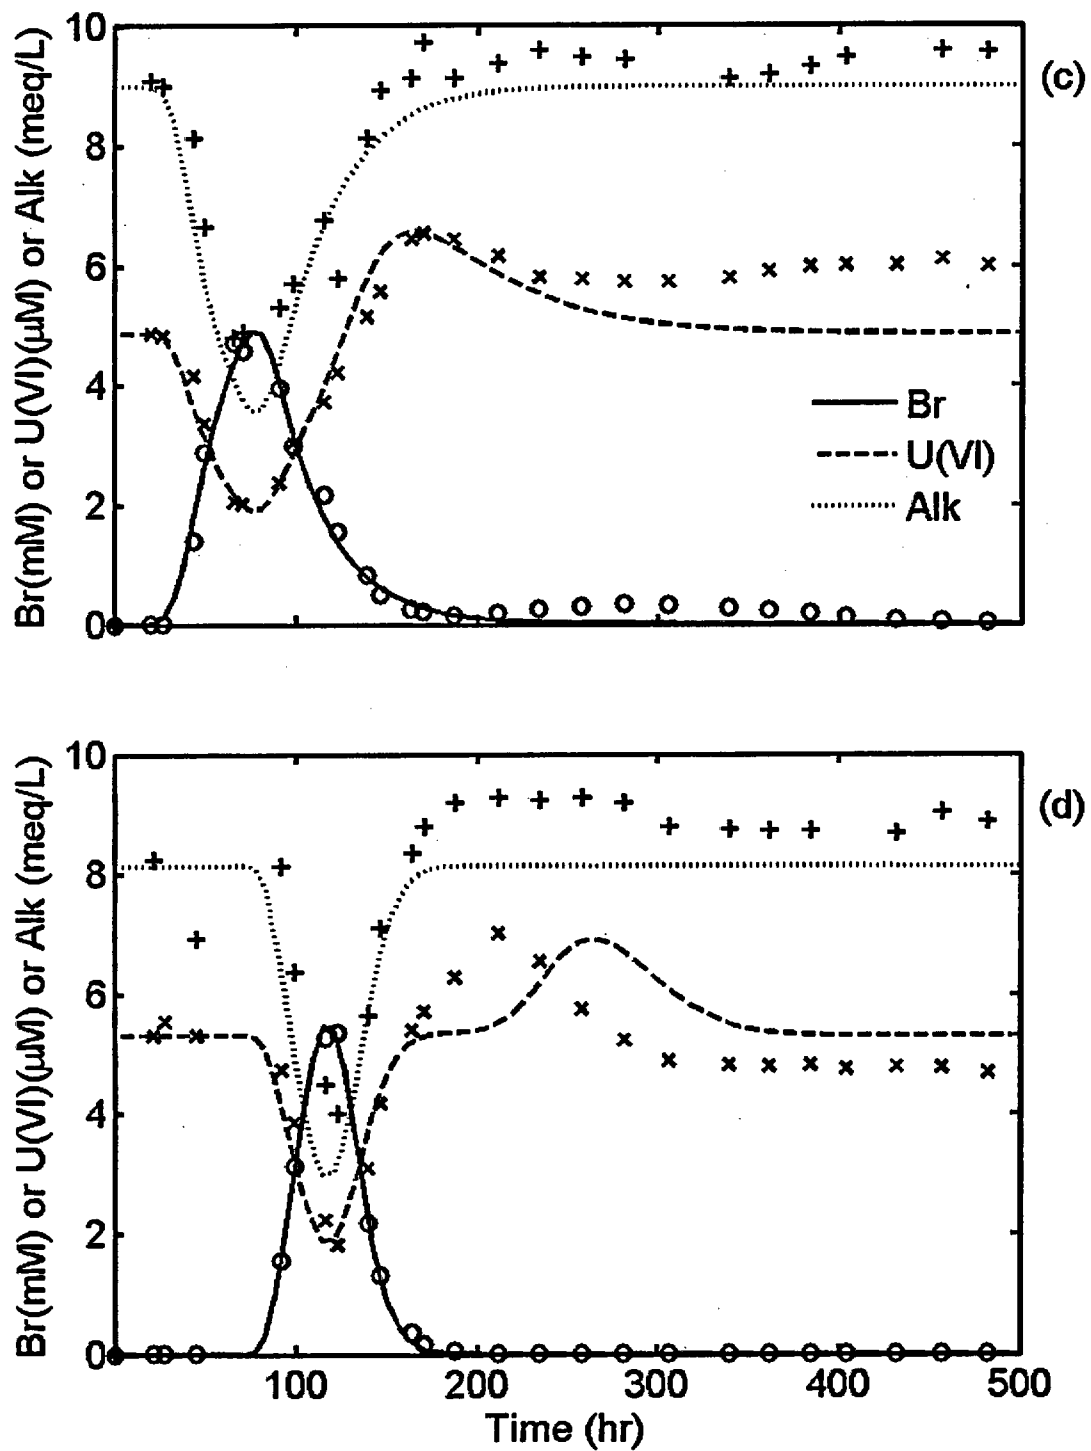 (c)
Br(mM) or U(VI)(μM) or Alk (meq/L)
10
8
6
4
2
0
Br
U(VI)
Alk
(d)
Br(mM) or U(VI)(μM) or Alk (meq/L)
10
8
6
4
2
0
100 200 300 400 500
Time (hr)